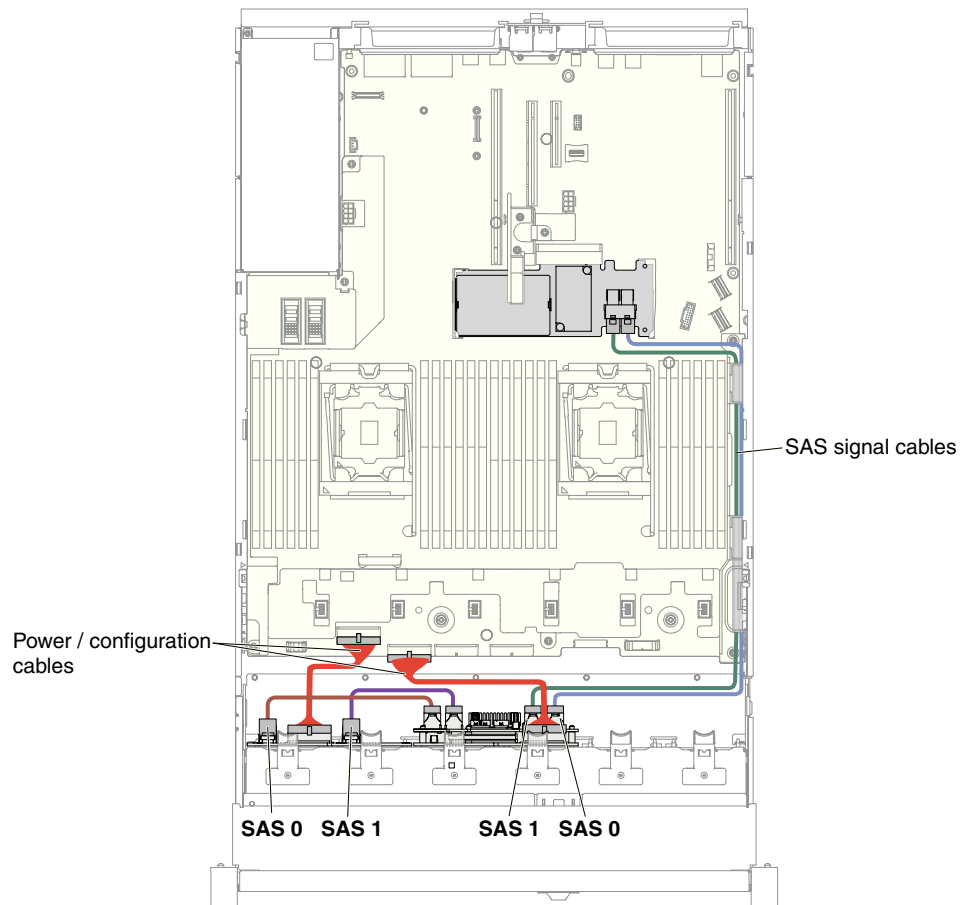 SAS signal cables
Power / configuration
cables
SAS 0 SAS 1 SAS 1 SAS 0